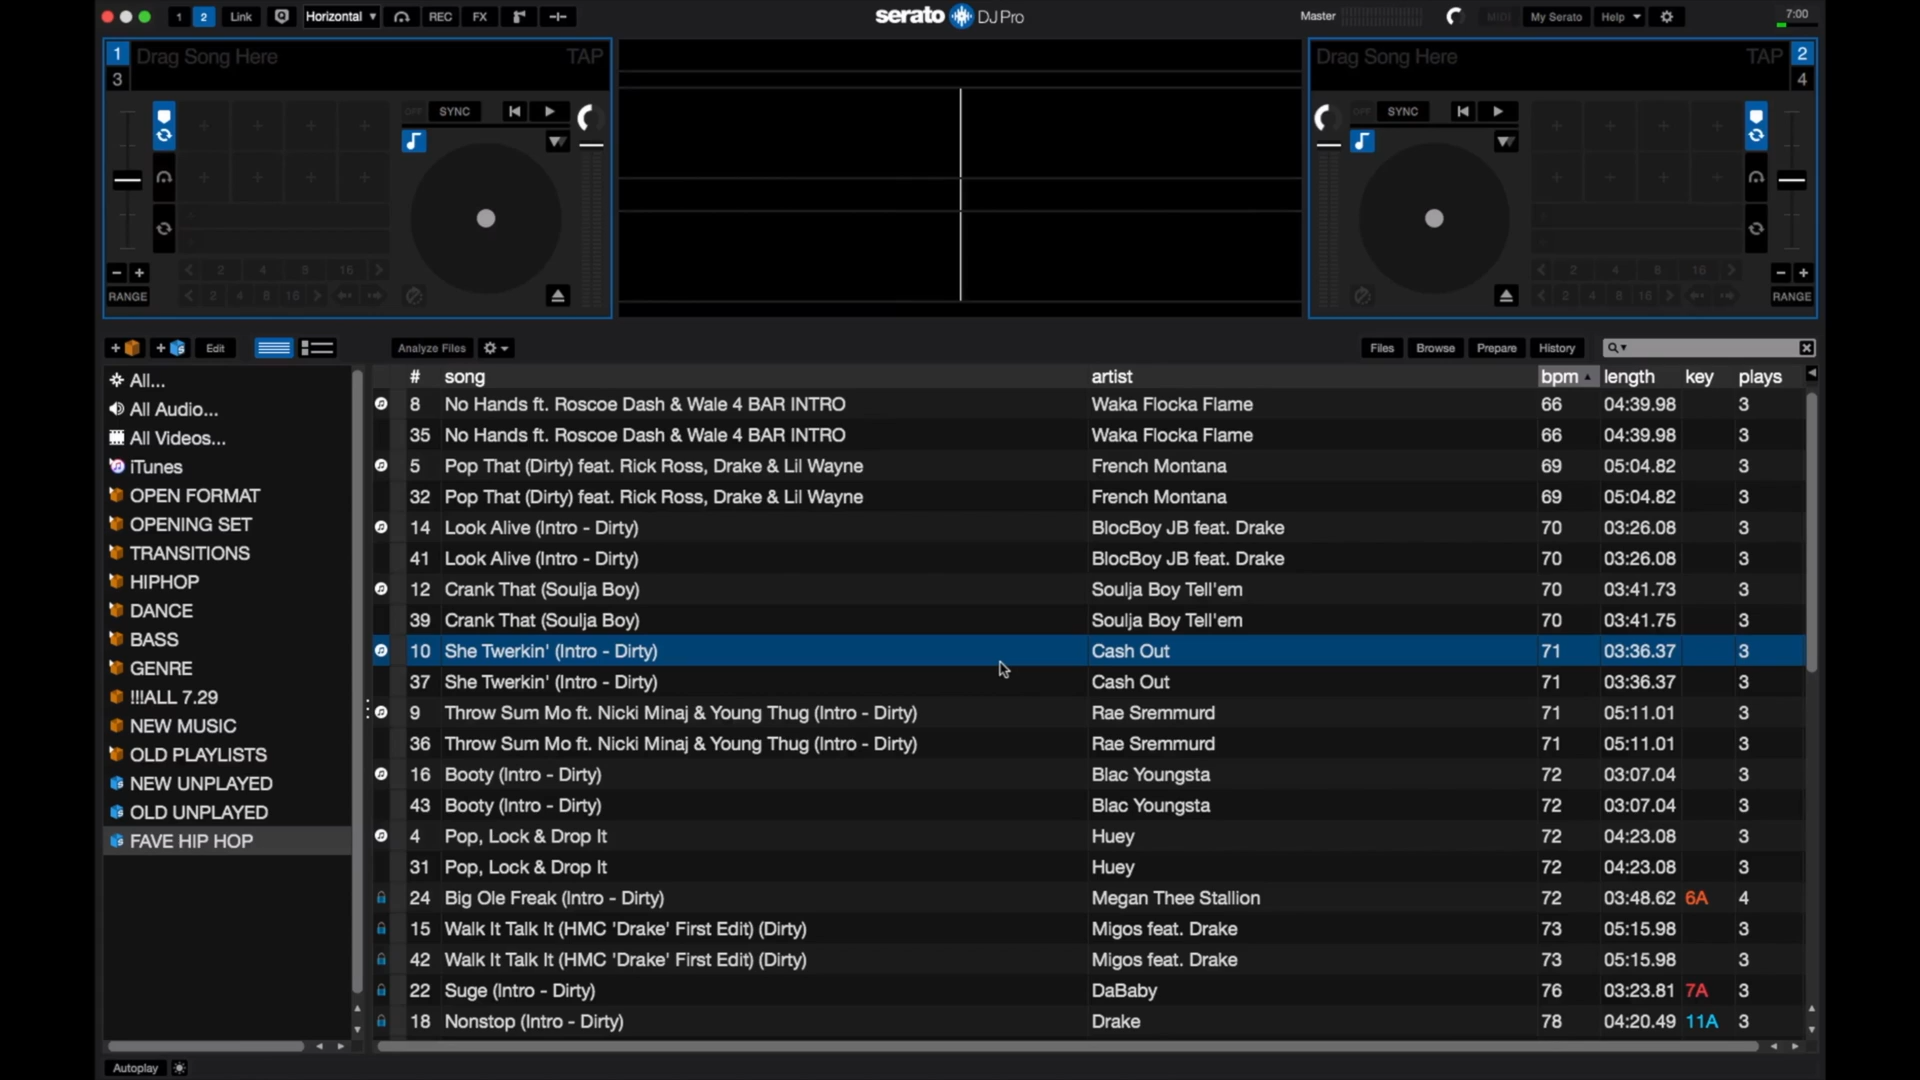 1 2 Link Horizontal REC FX serato DJ Pro Master MIDI My Serato Help 7:00
1 Drag Song Here TAP
3
OFF SYNC
2 4 8 16
2 4 8 16
RANGE
Drag Song Here TAP 2
4
OFF SYNC
2 4 8 16
2 4 8 16
RANGE
Edit Analyze Files Files Browse Prepare History
All...
All Audio...
All Videos...
iTunes
OPEN FORMAT
OPENING SET
TRANSITIONS
HIPHOP
DANCE
BASS
GENRE
!!!ALL 7.29
NEW MUSIC
OLD PLAYLISTS
NEW UNPLAYED
OLD UNPLAYED
FAVE HIP HOP
# song artist bpm length key plays
8 No Hands ft. Roscoe Dash & Wale 4 BAR INTRO Waka Flocka Flame 66 04:39.98 3
35 No Hands ft. Roscoe Dash & Wale 4 BAR INTRO Waka Flocka Flame 66 04:39.98 3
5 Pop That (Dirty) feat. Rick Ross, Drake & Lil Wayne French Montana 69 05:04.82 3
32 Pop That (Dirty) feat. Rick Ross, Drake & Lil Wayne French Montana 69 05:04.82 3
14 Look Alive (Intro - Dirty) BlocBoy JB feat. Drake 70 03:26.08 3
41 Look Alive (Intro - Dirty) BlocBoy JB feat. Drake 70 03:26.08 3
12 Crank That (Soulja Boy) Soulja Boy Tell'em 70 03:41.73 3
39 Crank That (Soulja Boy) Soulja Boy Tell'em 70 03:41.75 3
10 She Twerkin' (Intro - Dirty) Cash Out 71 03:36.37 3
37 She Twerkin' (Intro - Dirty) Cash Out 71 03:36.37 3
9 Throw Sum Mo ft. Nicki Minaj & Young Thug (Intro - Dirty) Rae Sremmurd 71 05:11.01 3
36 Throw Sum Mo ft. Nicki Minaj & Young Thug (Intro - Dirty) Rae Sremmurd 71 05:11.01 3
16 Booty (Intro - Dirty) Blac Youngsta 72 03:07.04 3
43 Booty (Intro - Dirty) Blac Youngsta 72 03:07.04 3
4 Pop, Lock & Drop It Huey 72 04:23.08 3
31 Pop, Lock & Drop It Huey 72 04:23.08 3
24 Big Ole Freak (Intro - Dirty) Megan Thee Stallion 72 03:48.62 6A 4
15 Walk It Talk It (HMC 'Drake' First Edit) (Dirty) Migos feat. Drake 73 05:15.98 3
42 Walk It Talk It (HMC 'Drake' First Edit) (Dirty) Migos feat. Drake 73 05:15.98 3
22 Suge (Intro - Dirty) DaBaby 76 03:23.81 7A 3
18 Nonstop (Intro - Dirty) Drake 78 04:20.49 11A 3
Autoplay